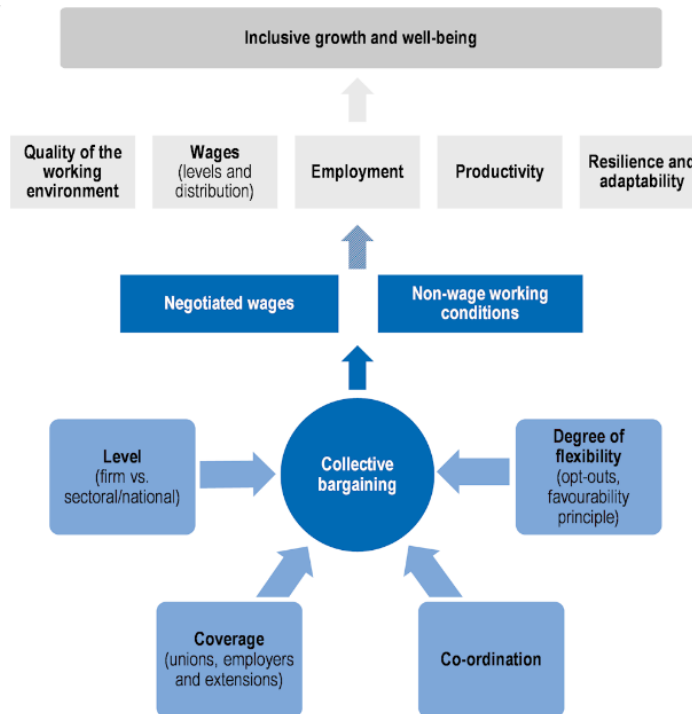 Inclusive growth and well-being
Quality of the
working
environment
Wages
(levels and
distribution)
Employment
Productivity
Resilience and
adaptability
Negotiated wages
Non-wage working
conditions
Level
(firm vs.
sectoral/national)
Collective
bargaining
Degree of
flexibility
(opt-outs,
favourability
principle)
Coverage
(unions, employers
and extensions)
Co-ordination